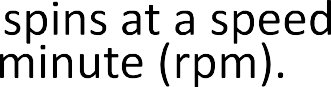 spins at a speed
minute (rpm).